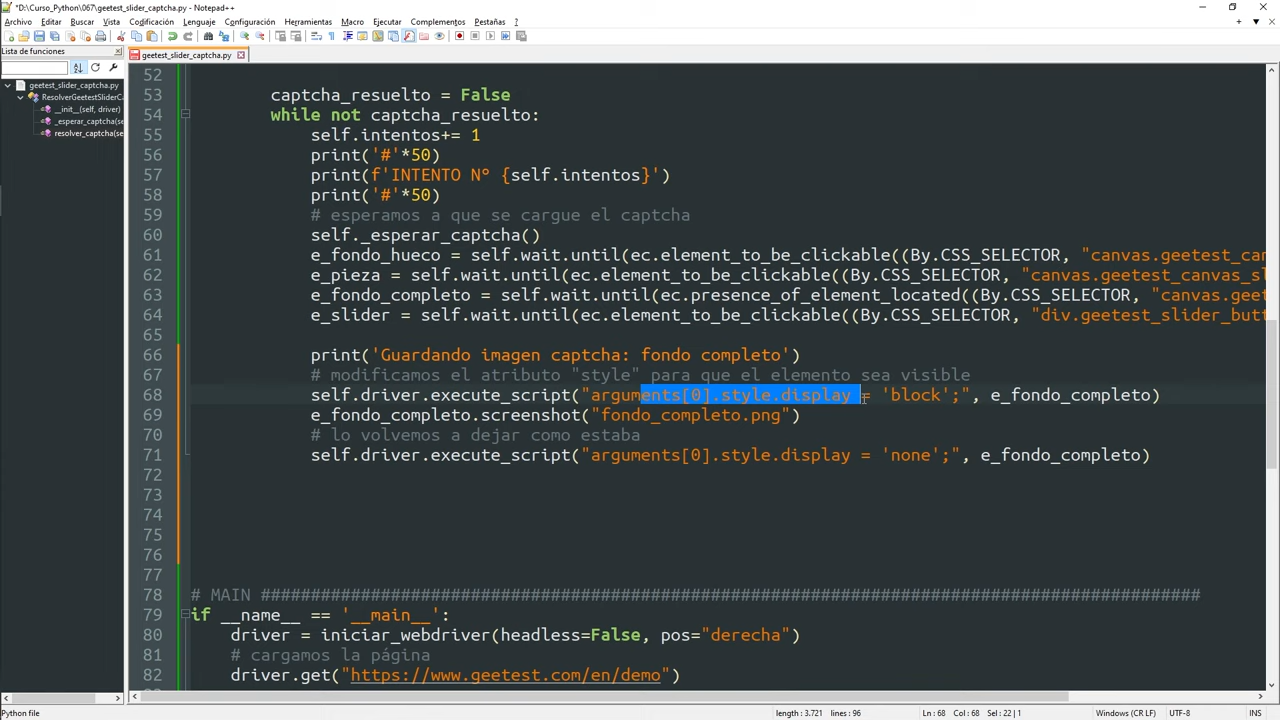 *D:\Curso_Python\067\geetest_slider_captcha.py - Notepad++
Archivo Editar Buscar Vista Codificación Lenguaje Configuración Herramientas Macro Ejecutar Complementos Pestañas ?
Lista de funciones
geetest_slider_captcha.py
geetest_slider_captcha.py
ResolverGeetestSliderCa
__init__(self, driver)
_esperar_captcha(se
resolver_captcha(se
52
53 captcha_resuelto = False
54 while not captcha_resuelto:
55 self.intentos+= 1
56 print('#'*50)
57 print(f'INTENTO Nº {self.intentos}')
58 print('#'*50)
59 # esperamos a que se cargue el captcha
60 self._esperar_captcha()
61 e_fondo_hueco = self.wait.until(ec.element_to_be_clickable((By.CSS_SELECTOR, "canvas.geetest_can
62 e_pieza = self.wait.until(ec.element_to_be_clickable((By.CSS_SELECTOR, "canvas.geetest_canvas_sl
63 e_fondo_completo = self.wait.until(ec.presence_of_element_located((By.CSS_SELECTOR, "canvas.geet
64 e_slider = self.wait.until(ec.element_to_be_clickable((By.CSS_SELECTOR, "div.geetest_slider_butt
65
66 print('Guardando imagen captcha: fondo completo')
67 # modificamos el atributo "style" para que el elemento sea visible
68 self.driver.execute_script("arguments[0].style.display = 'block';", e_fondo_completo)
69 e_fondo_completo.screenshot("fondo_completo.png")
70 # lo volvemos a dejar como estaba
71 self.driver.execute_script("arguments[0].style.display = 'none';", e_fondo_completo)
72
73
74
75
76
77
78 # MAIN ##############################################################################################
79 if __name__ == '__main__':
80 driver = iniciar_webdriver(headless=False, pos="derecha")
81 # cargamos la página
82 driver.get("https://www.geetest.com/en/demo")
Python file length : 3.721 lines : 96 Ln : 68 Col : 68 Sel : 22 | 1 Windows (CR LF) UTF-8 INS